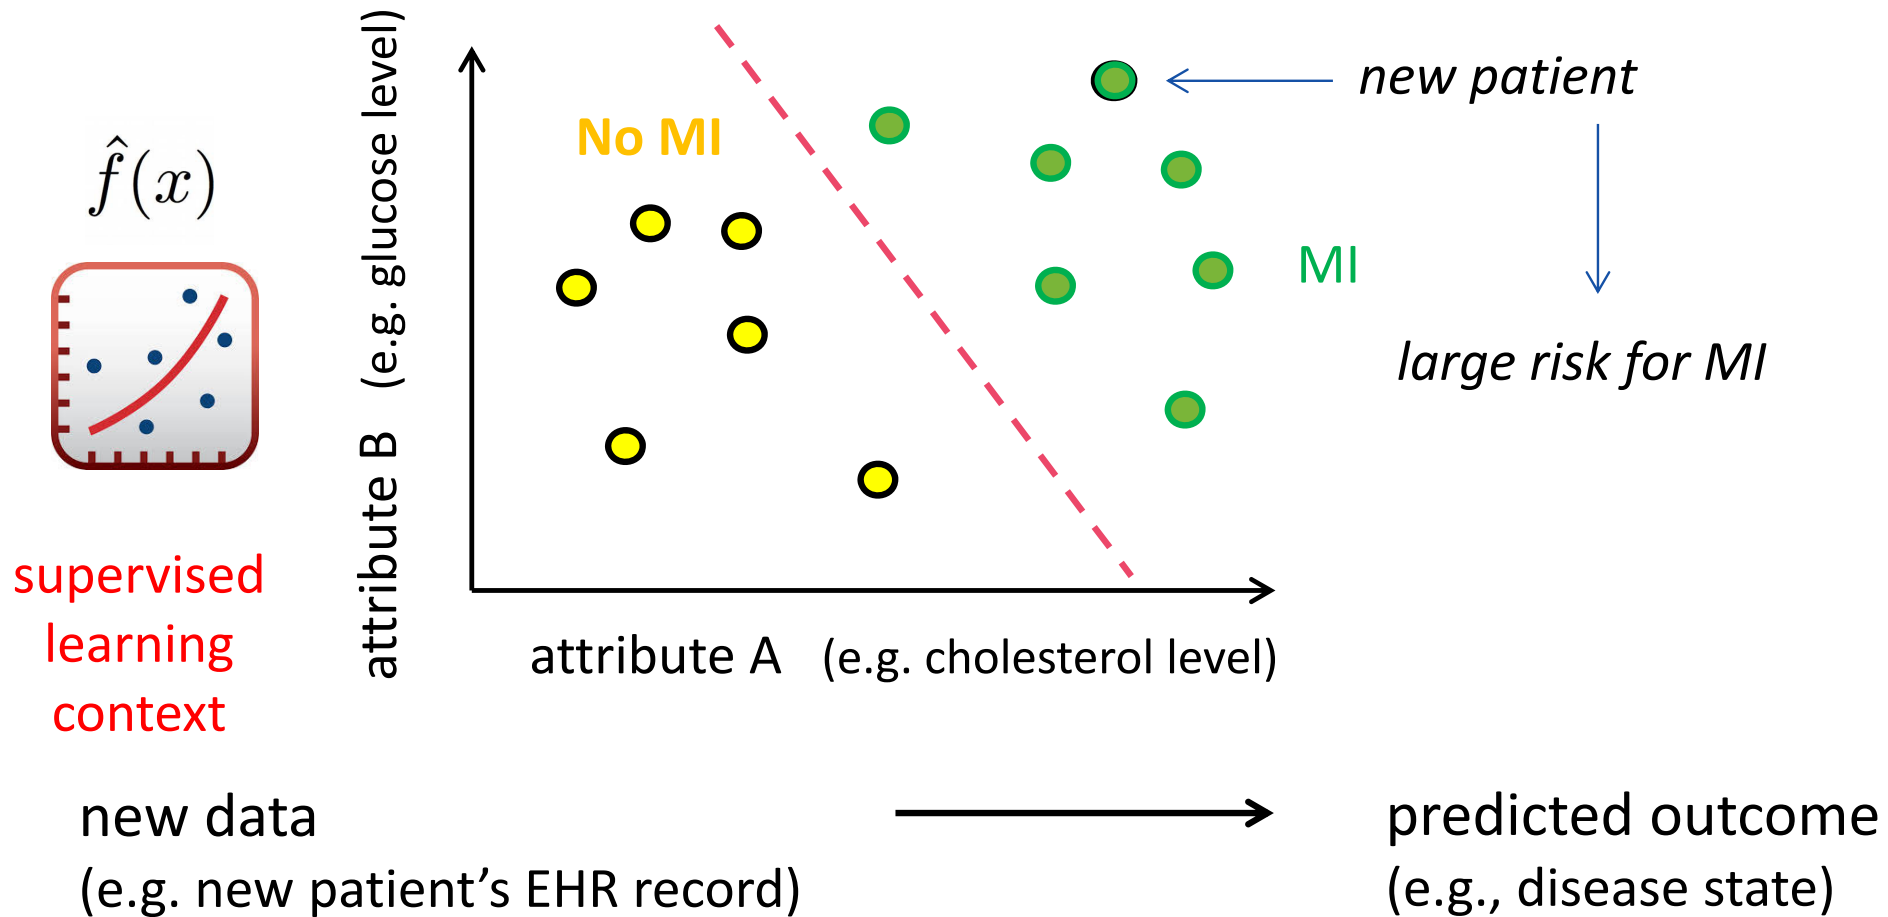 f̂(x)
supervised
learning
context
attribute B (e.g. glucose level)
No MI
MI
new patient
large risk for MI
attribute A (e.g. cholesterol level)
new data
(e.g. new patient’s EHR record)
predicted outcome
(e.g., disease state)